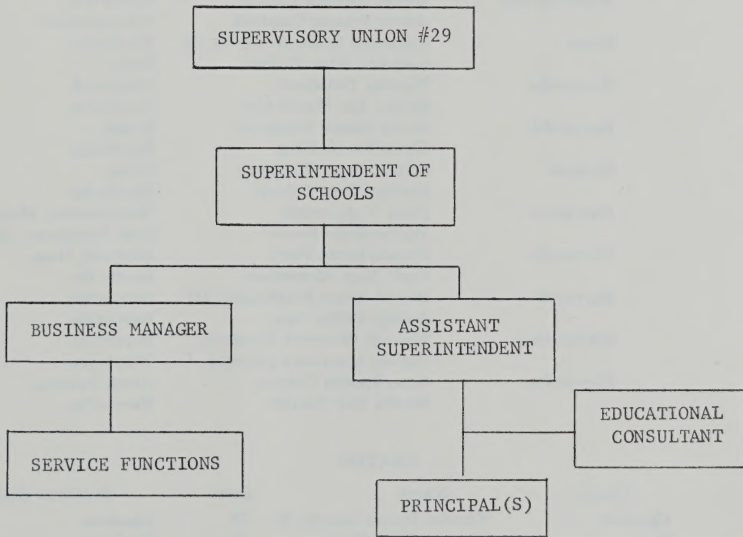 SUPERVISORY UNION #29
SUPERINTENDENT OF
SCHOOLS
BUSINESS MANAGER
ASSISTANT
SUPERINTENDENT
EDUCATIONAL
CONSULTANT
SERVICE FUNCTIONS
PRINCIPAL(S)